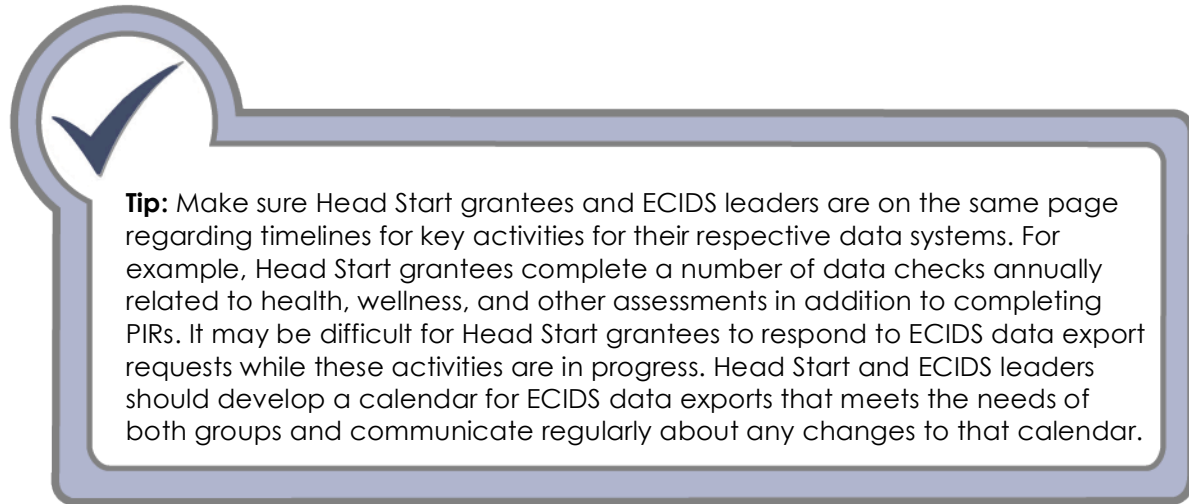 Tip: Make sure Head Start grantees and ECIDS leaders are on the same page
regarding timelines for key activities for their respective data systems. For
example, Head Start grantees complete a number of data checks annually
related to health, wellness, and other assessments in addition to completing
PIRs. It may be difficult for Head Start grantees to respond to ECIDS data export
requests while these activities are in progress. Head Start and ECIDS leaders
should develop a calendar for ECIDS data exports that meets the needs of
both groups and communicate regularly about any changes to that calendar.